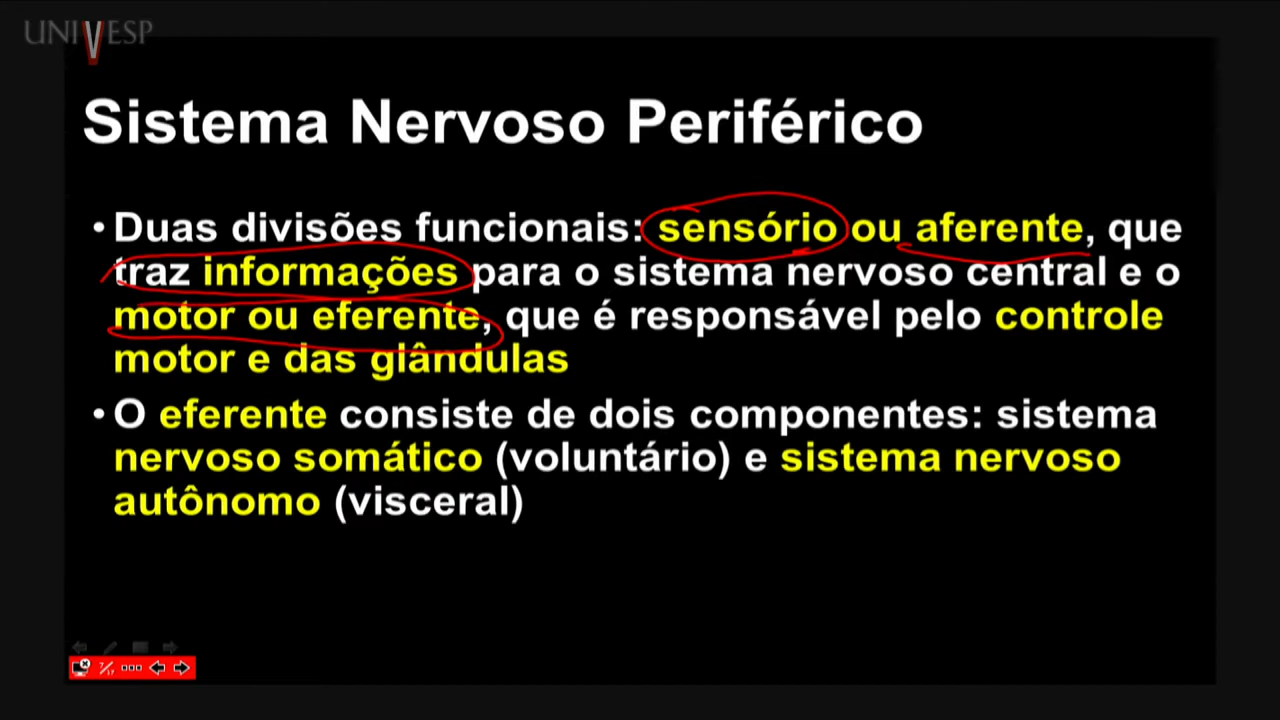 UNIVESP
Sistema Nervoso Periférico
• Duas divisões funcionais: sensório ou aferente, que
traz informações para o sistema nervoso central e o
motor ou eferente, que é responsável pelo controle
motor e das glândulas
• O eferente consiste de dois componentes: sistema
nervoso somático (voluntário) e sistema nervoso
autônomo (visceral)
7/17